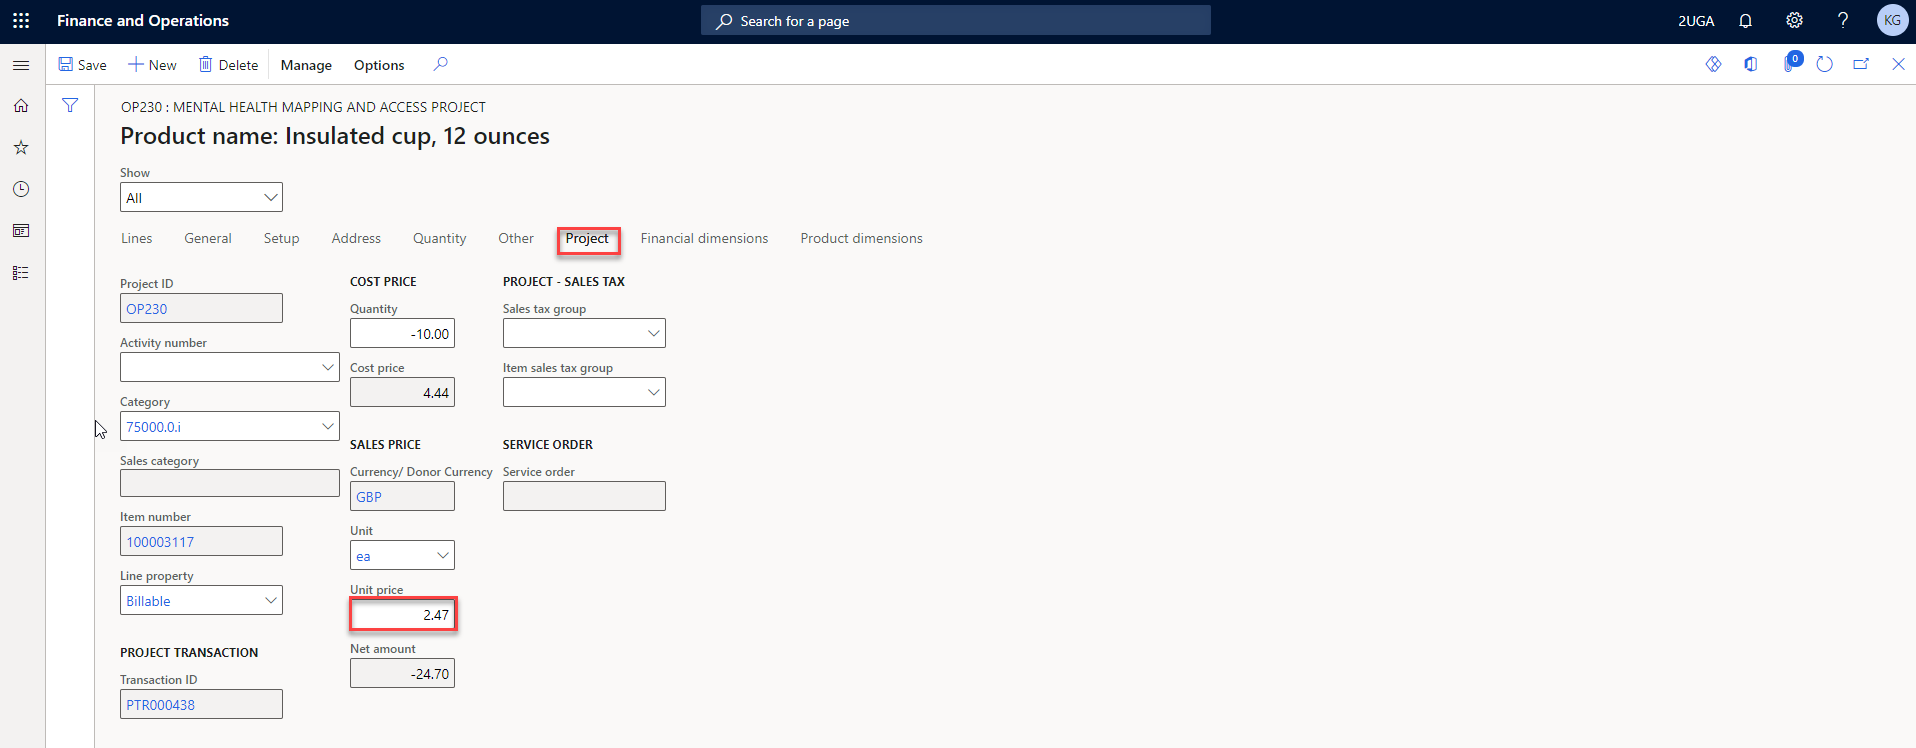 Finance and Operations
Search for a page
2UGA
?
KG
Save
New
Delete
Manage
Options
0
OP230 : MENTAL HEALTH MAPPING AND ACCESS PROJECT
Product name: Insulated cup, 12 ounces
Show
All
Lines
General
Setup
Address
Quantity
Other
Project
Financial dimensions
Product dimensions
Project ID
OP230
Activity number
Category
75000.0.i
Sales category
Item number
100003117
Line property
Billable
PROJECT TRANSACTION
Transaction ID
PTR000438
COST PRICE
Quantity
-10.00
Cost price
4.44
SALES PRICE
Currency/ Donor Currency
GBP
Unit
ea
Unit price
2.47
Net amount
-24.70
PROJECT - SALES TAX
Sales tax group
Item sales tax group
SERVICE ORDER
Service order